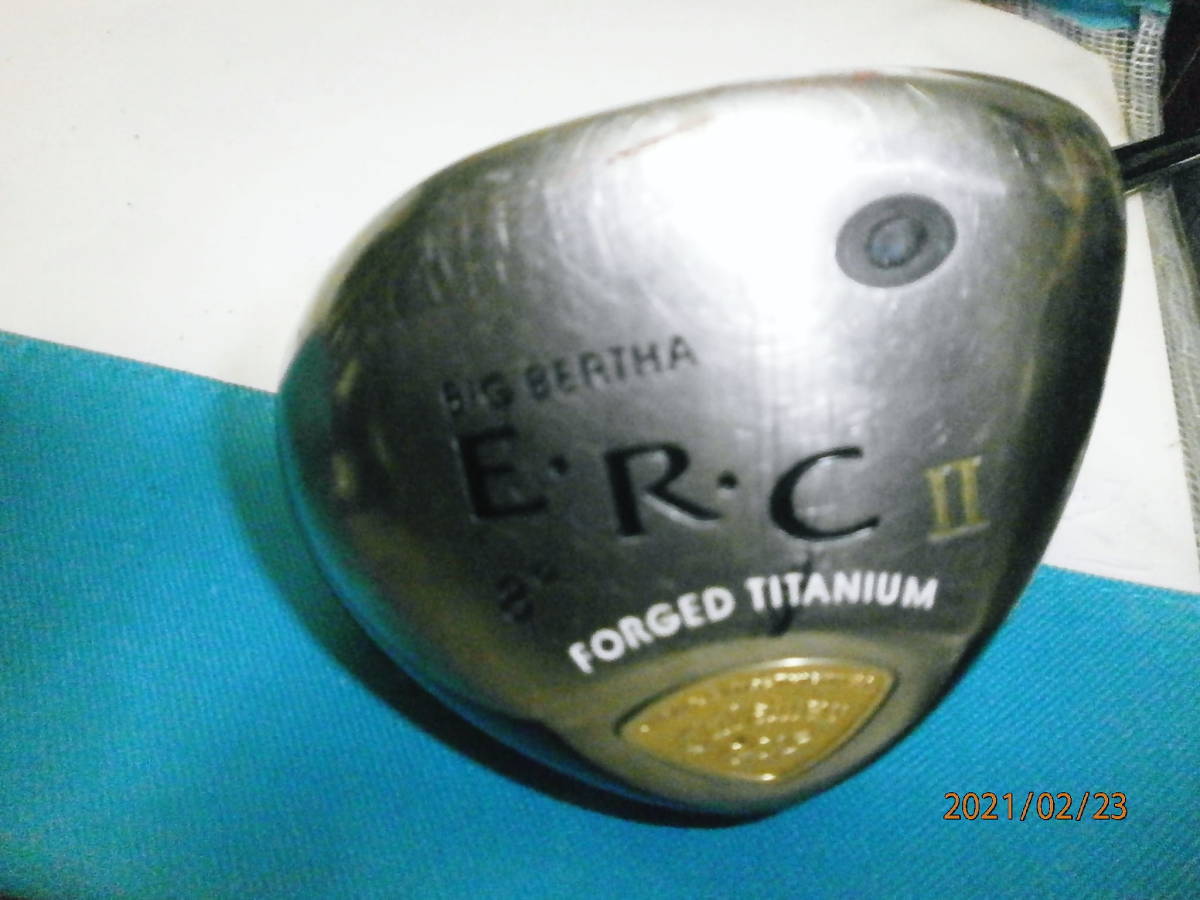 BIG BERTHA
E·R·C II
FORGED TITANIUM
2021/02/23